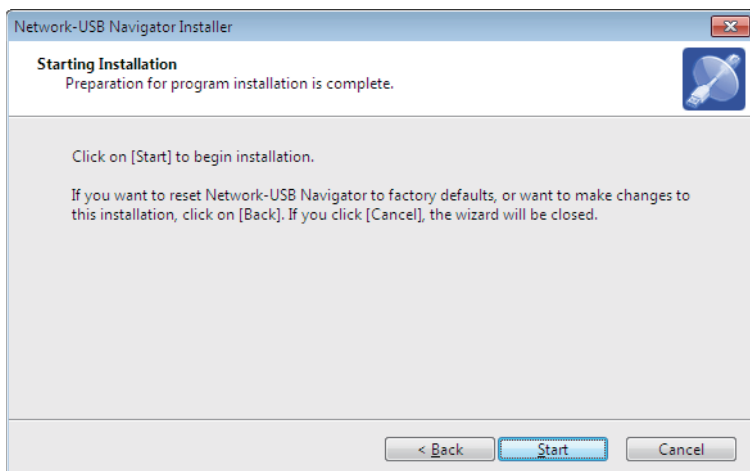 Network-USB Navigator Installer
Starting Installation
Preparation for program installation is complete.
Click on [Start] to begin installation.
If you want to reset Network-USB Navigator to factory defaults, or want to make changes to
this installation, click on [Back]. If you click [Cancel], the wizard will be closed.
< Back Start Cancel